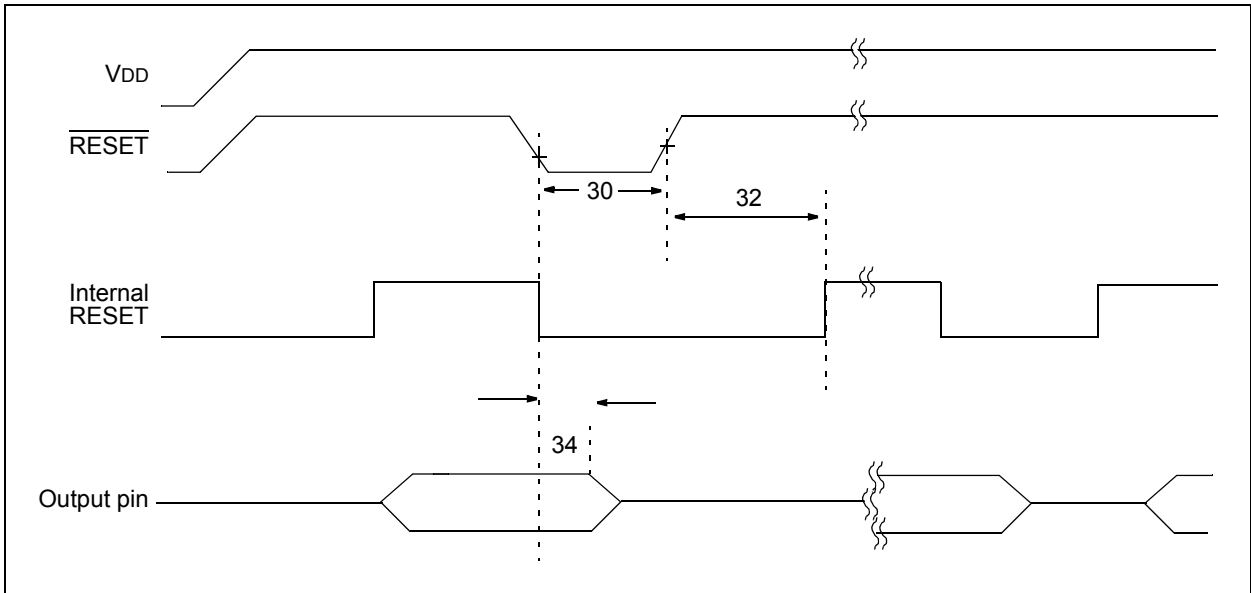 VDD
RESET
30
32
Internal
RESET
34
Output pin